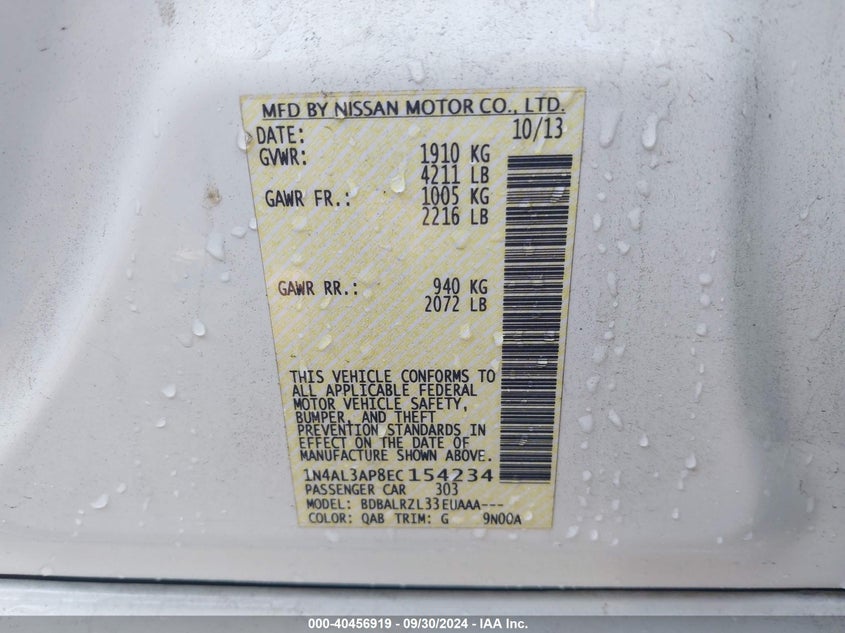 MFD BY NISSAN MOTOR CO., LTD.
DATE: 10/13
GVWR: 1910 KG
4211 LB
GAWR FR.: 1005 KG
2216 LB
GAWR RR.: 940 KG
2072 LB
THIS VEHICLE CONFORMS TO
ALL APPLICABLE FEDERAL
MOTOR VEHICLE SAFETY,
BUMPER, AND THEFT
PREVENTION STANDARDS IN
EFFECT ON THE DATE OF
MANUFACTURE SHOWN ABOVE.
1N4AL3AP8EC154234
PASSENGER CAR 303
MODEL: BDBALRZL33EUAAA---
COLOR: QAB TRIM: G 9N00A
000-40456919 - 09/30/2024 - IAA Inc.